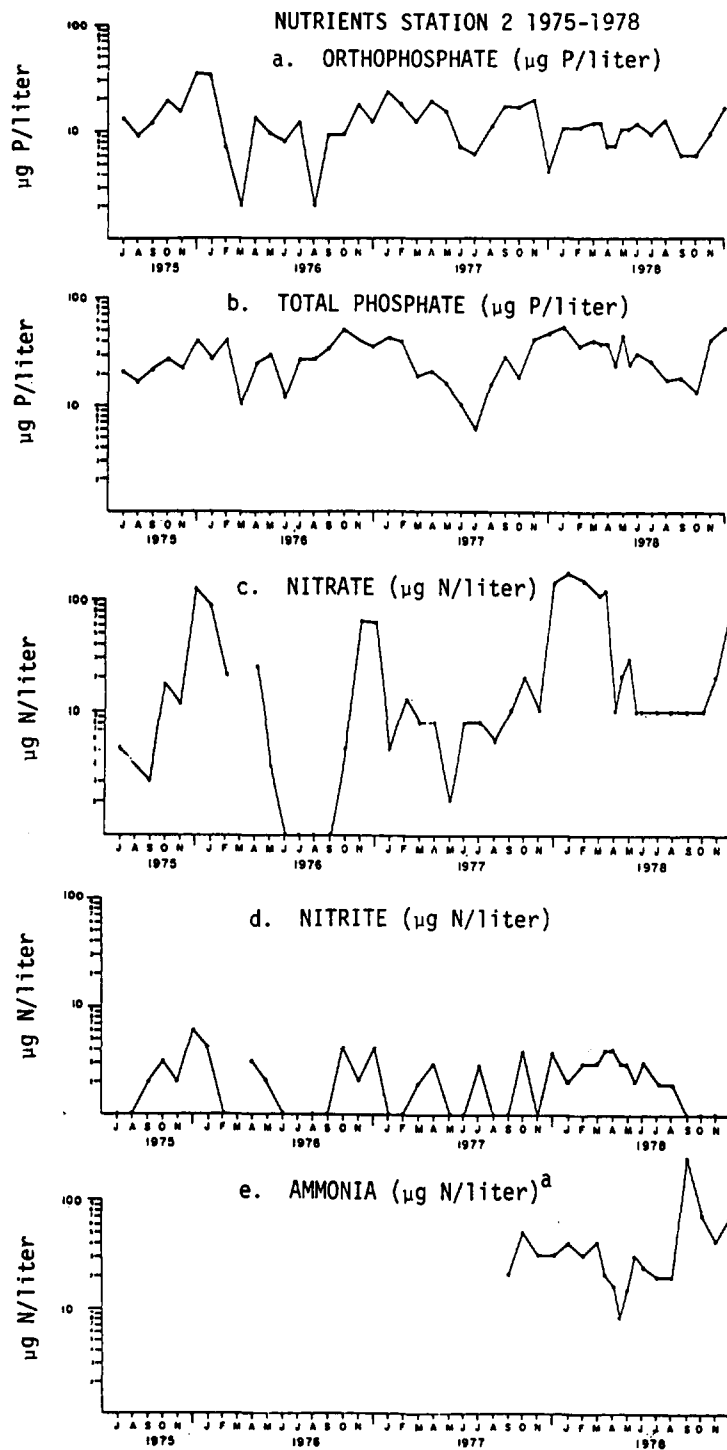 NUTRIENTS STATION 2 1975-1978
a. ORTHOPHOSPHATE (µg P/liter)
µg P/liter
100
10
J A S O N J F M A M J J A S O N J F M A M J J A S O N J F M A M J J A S O N
1975 1976 1977 1978
b. TOTAL PHOSPHATE (µg P/liter)
µg P/liter
100
10
J A S O N J F M A M J J A S O N J F M A M J J A S O N J F M A M J J A S O N
1975 1976 1977 1978
c. NITRATE (µg N/liter)
µg N/liter
100
10
J A S O N J F M A M J J A S O N J F M A M J J A S O N J F M A M J J A S O N
1975 1976 1977 1978
d. NITRITE (µg N/liter)
µg N/liter
100
10
J A S O N J F M A M J J A S O N J F M A M J J A S O N J F M A M J J A S O N
1975 1976 1977 1978
e. AMMONIA (µg N/liter)a
µg N/liter
100
10
J A S O N J F M A M J J A S O N J F M A M J J A S O N J F M A M J J A S O N
1975 1976 1977 1978